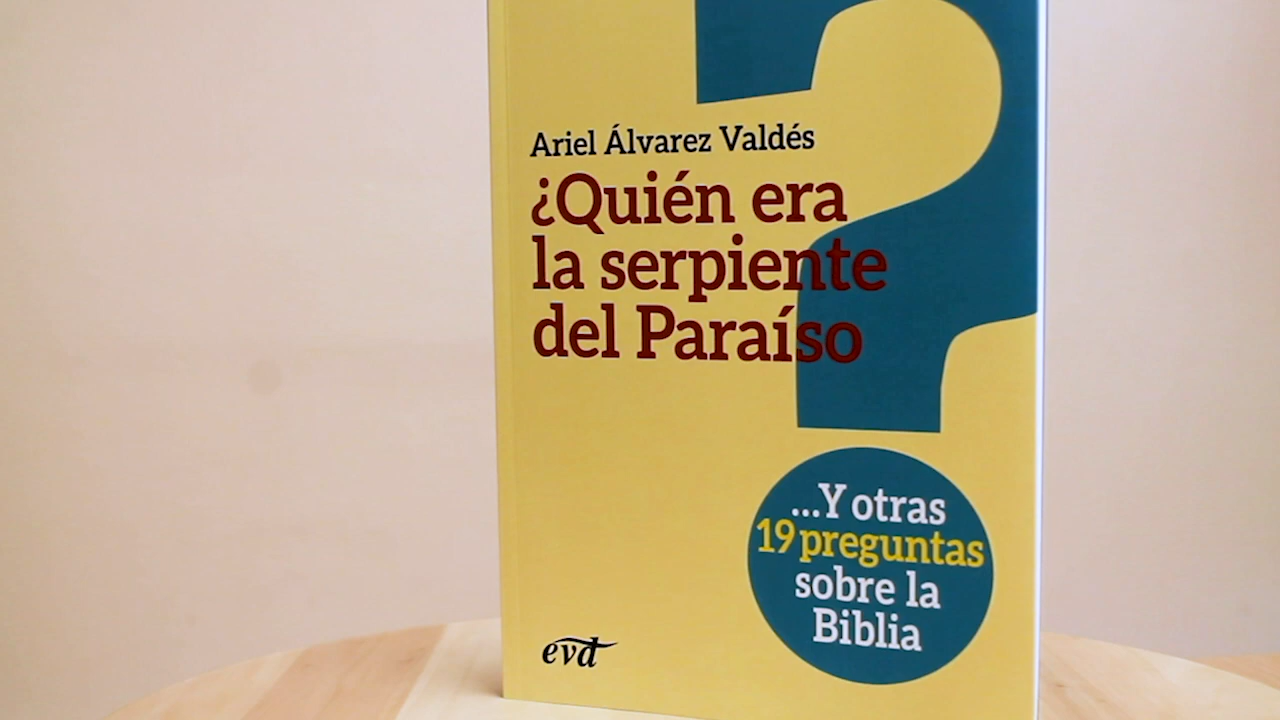 Ariel Álvarez Valdés
¿Quién era
la serpiente
del Paraíso
...Y otras
19 preguntas
sobre la
Biblia
evd